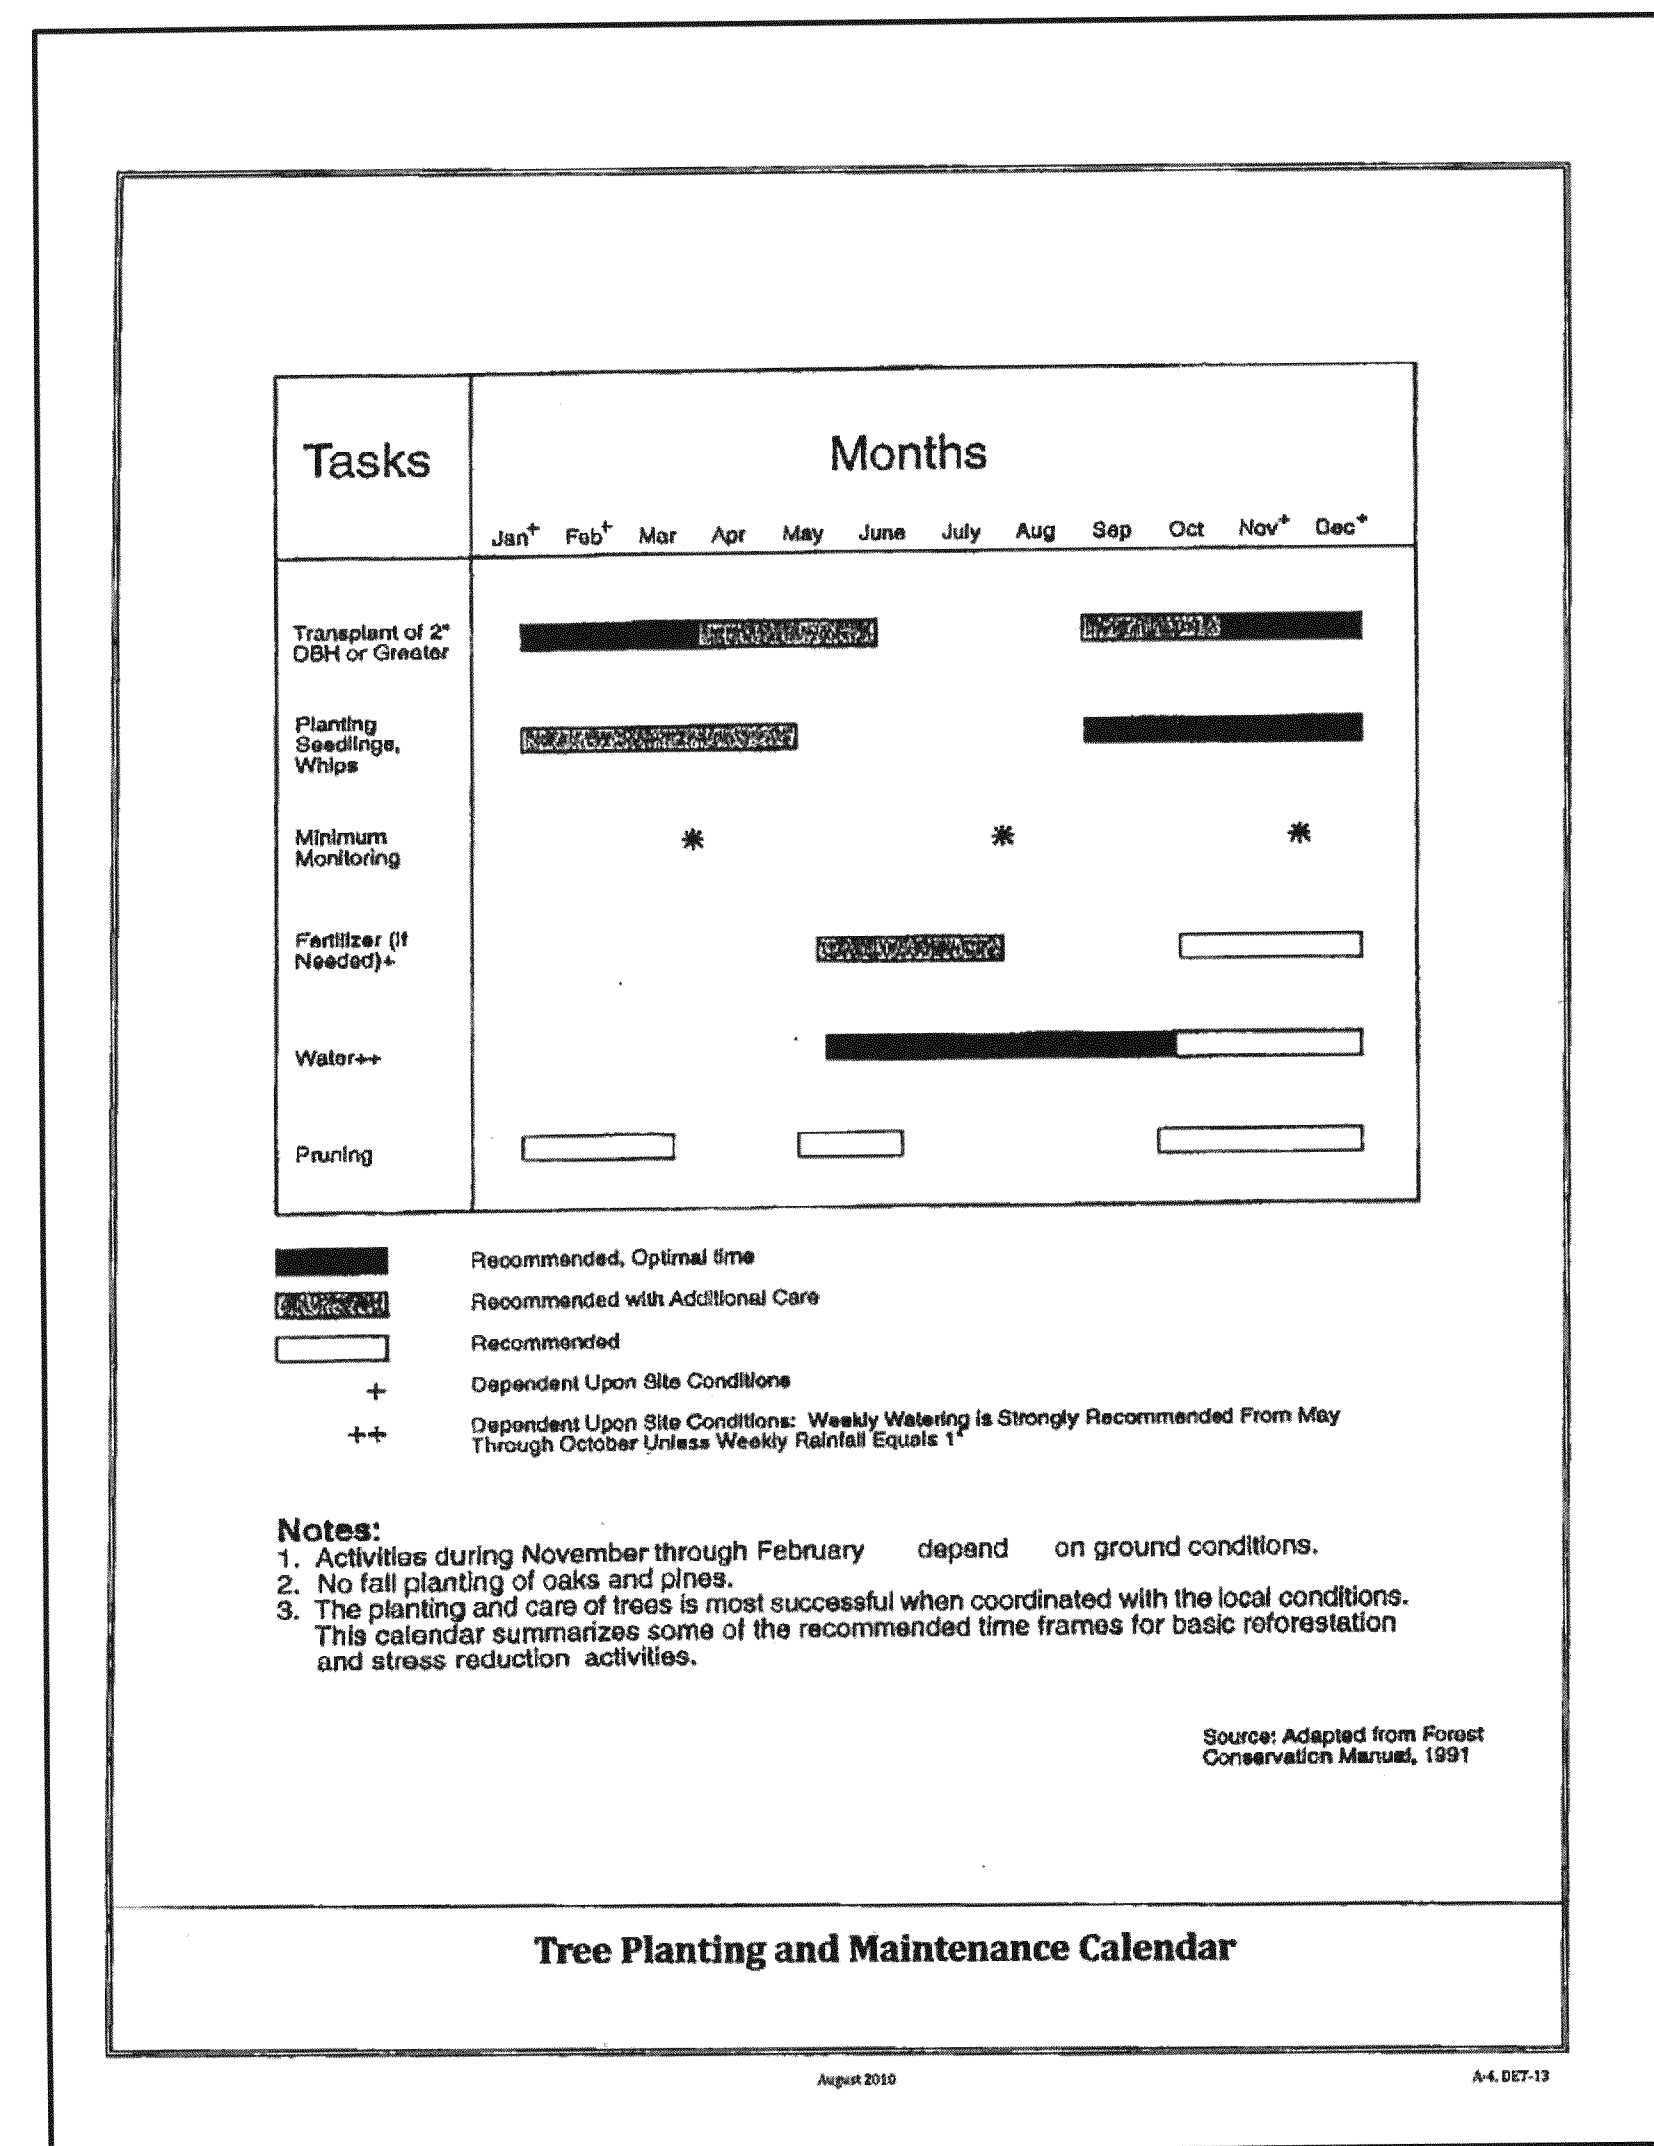 Tasks
Months
Jan+ Feb+ Mar Apr May June July Aug Sep Oct Nov+ Dec+
Transplant of 2"
DBH or Greater
Planting
Seedlings,
Whips
Minimum
Monitoring
* * *
Fertilizer (If
Needed)+
Water++
Pruning
Recommended, Optimal time
Recommended with Additional Care
Recommended
+ Dependent Upon Site Conditions
++ Dependent Upon Site Conditions: Weekly Watering is Strongly Recommended From May
Through October Unless Weekly Rainfall Equals 1"
Notes:
1. Activities during November through February depend on ground conditions.
2. No fall planting of oaks and pines.
3. The planting and care of trees is most successful when coordinated with the local conditions.
This calendar summarizes some of the recommended time frames for basic reforestation
and stress reduction activities.
Source: Adapted from Forest
Conservation Manual, 1991
Tree Planting and Maintenance Calendar
August 2010
A-4. DET-13